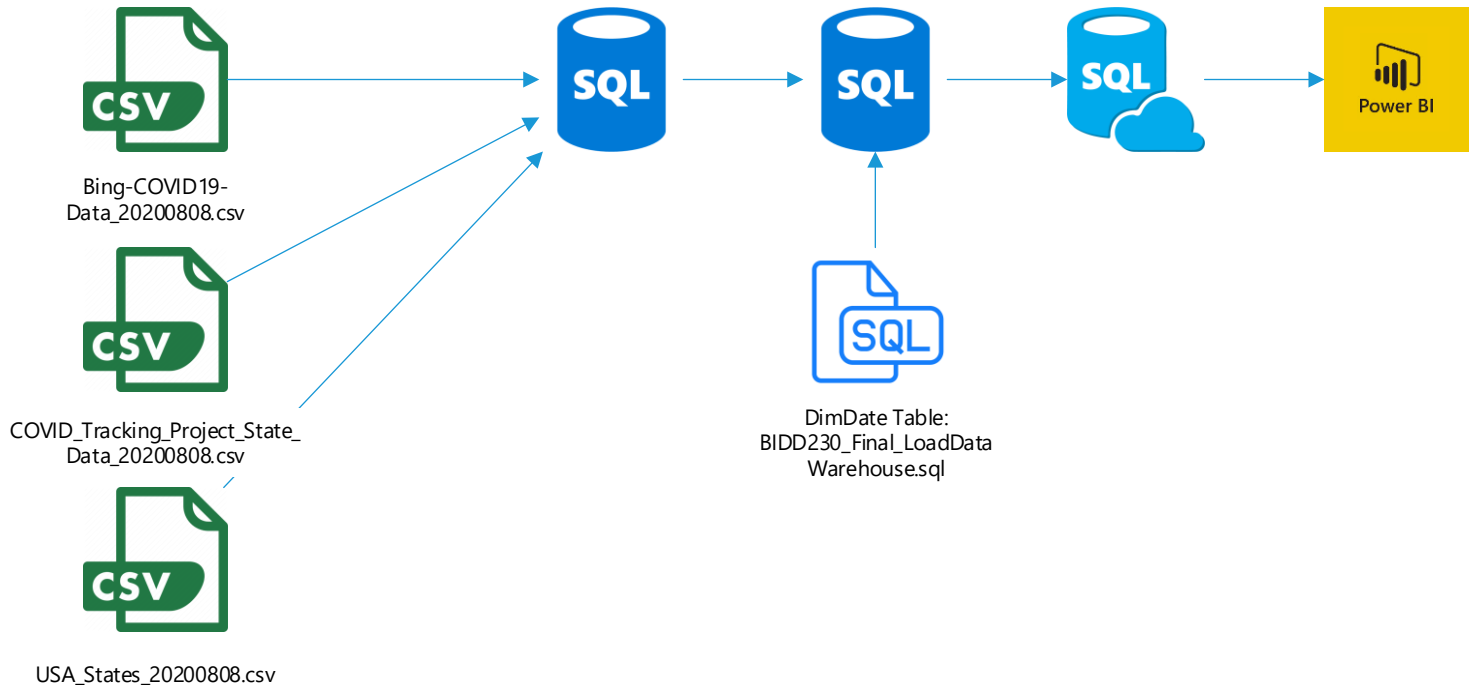 CSV
Bing-COVID19-
Data_20200808.csv
SQL
SQL
SQL
Power BI
CSV
COVID_Tracking_Project_State_
Data_20200808.csv
SQL
DimDate Table:
BIDD230_Final_LoadData
Warehouse.sql
CSV
USA_States_20200808.csv